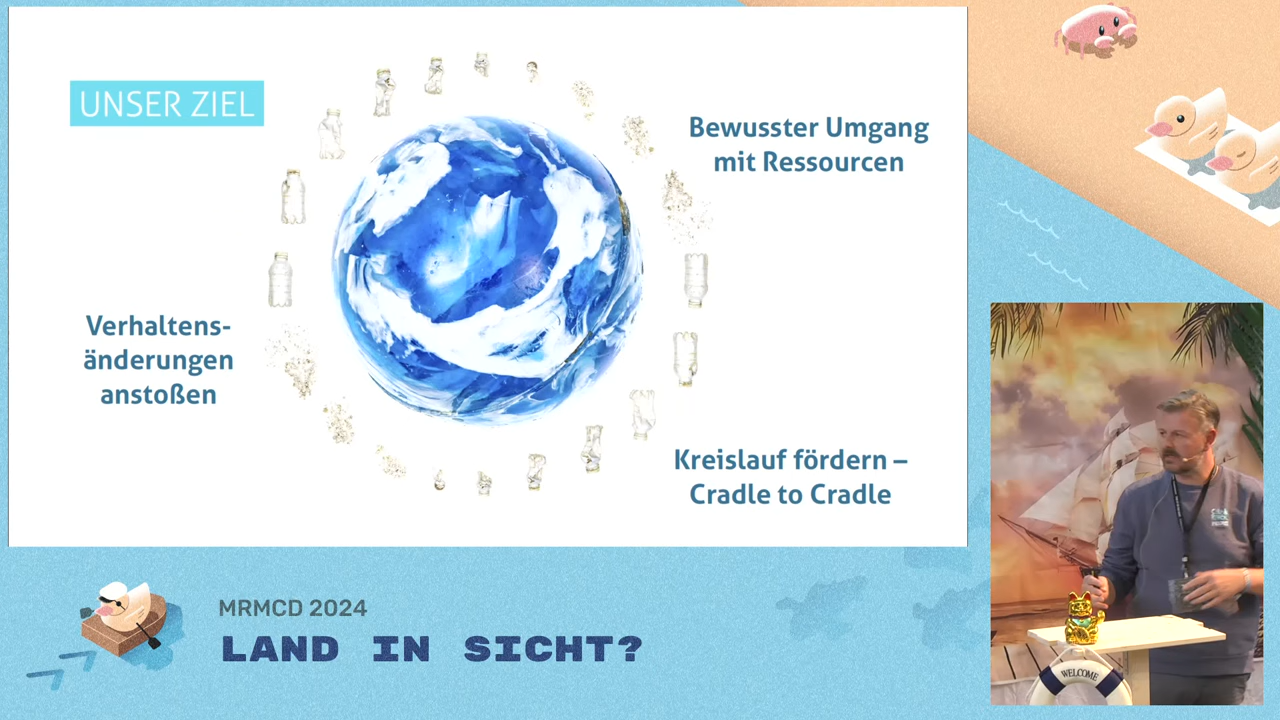 UNSER ZIEL
Bewusster Umgang
mit Ressourcen
Verhaltens-
änderungen
anstoßen
Kreislauf fördern –
Cradle to Cradle
MRMCD 2024
LAND IN SICHT?
WELCOME